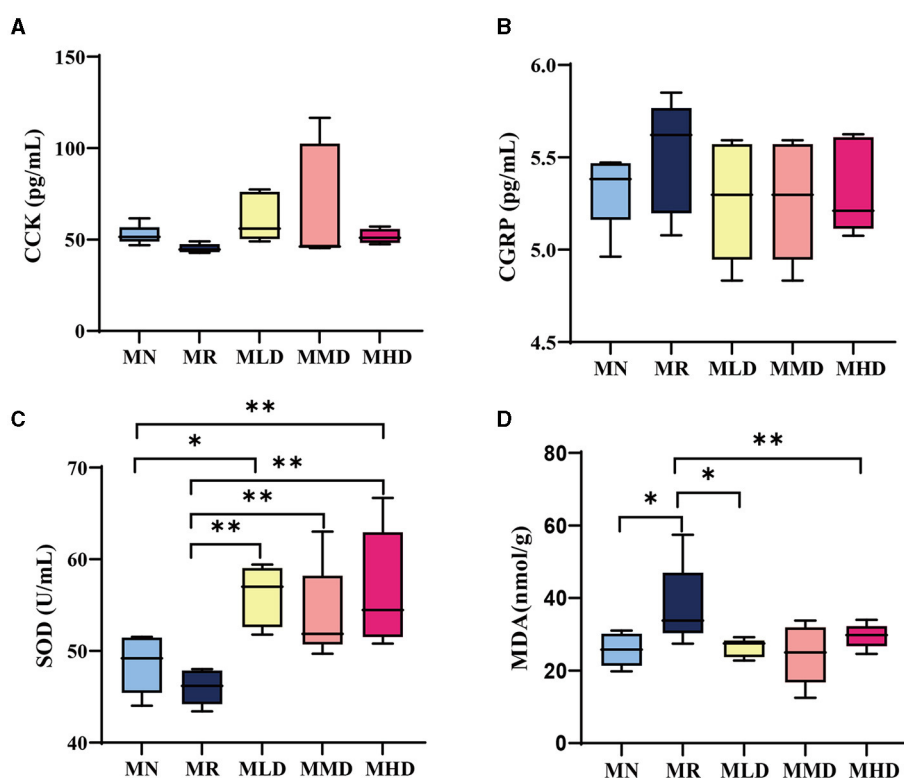 A
CCK (pg/mL)
150
100
50
0
MN MR MLD MMD MHD
B
CGRP (pg/mL)
6.0
5.5
5.0
4.5
MN MR MLD MMD MHD
C
SOD (U/mL)
70
60
50
40
**
*
**
**
**
MN MR MLD MMD MHD
D
MDA(nmol/g)
80
60
40
20
0
**
*
*
MN MR MLD MMD MHD